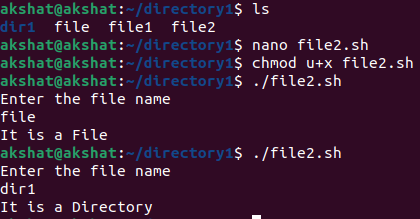 akshat@akshat:~/directory1$ ls
dir1  file  file1  file2
akshat@akshat:~/directory1$ nano file2.sh
akshat@akshat:~/directory1$ chmod u+x file2.sh
akshat@akshat:~/directory1$ ./file2.sh
Enter the file name
file
It is a File
akshat@akshat:~/directory1$ ./file2.sh
Enter the file name
dir1
It is a Directory